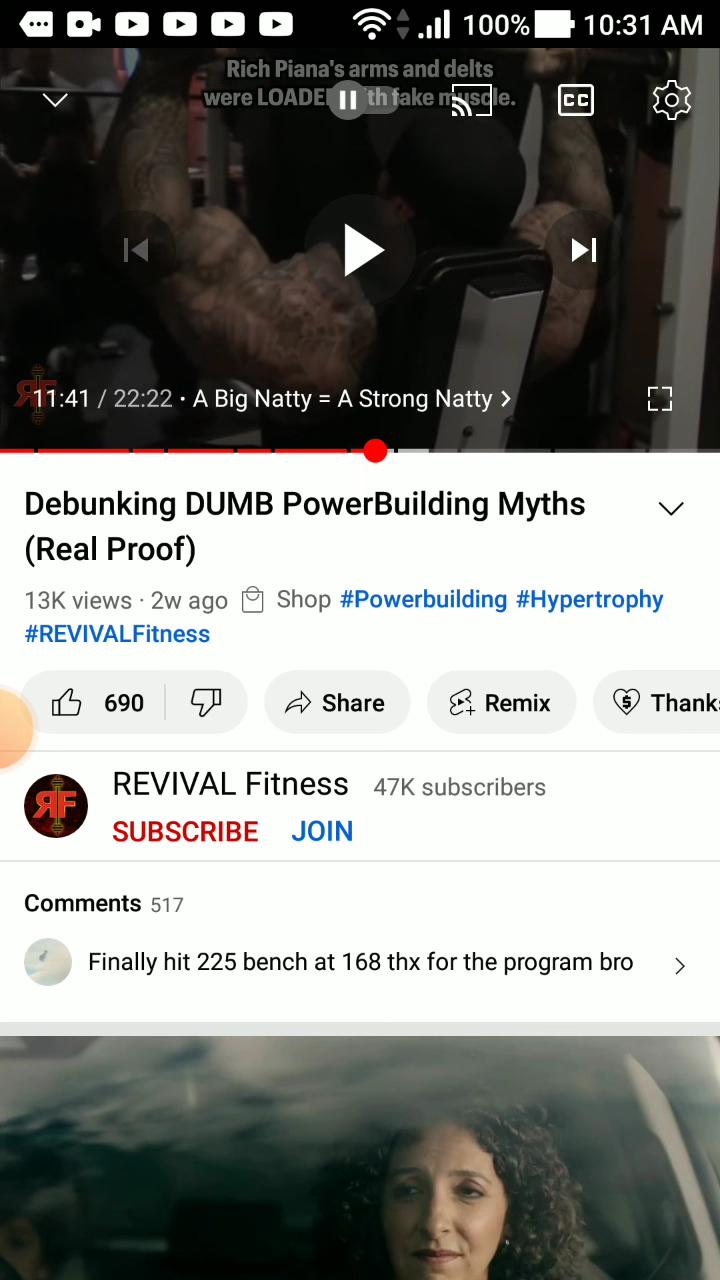 100% 10:31 AM
Rich Piana's arms and delts
were LOADED with fake muscle.
CC
RF
11:41 / 22:22 • A Big Natty = A Strong Natty
Debunking DUMB PowerBuilding Myths
(Real Proof)
13K views · 2w ago Shop #Powerbuilding #Hypertrophy
#REVIVALFitness
690 Share Remix Thanks
RF
REVIVAL Fitness 47K subscribers
SUBSCRIBE JOIN
Comments 517
Finally hit 225 bench at 168 thx for the program bro